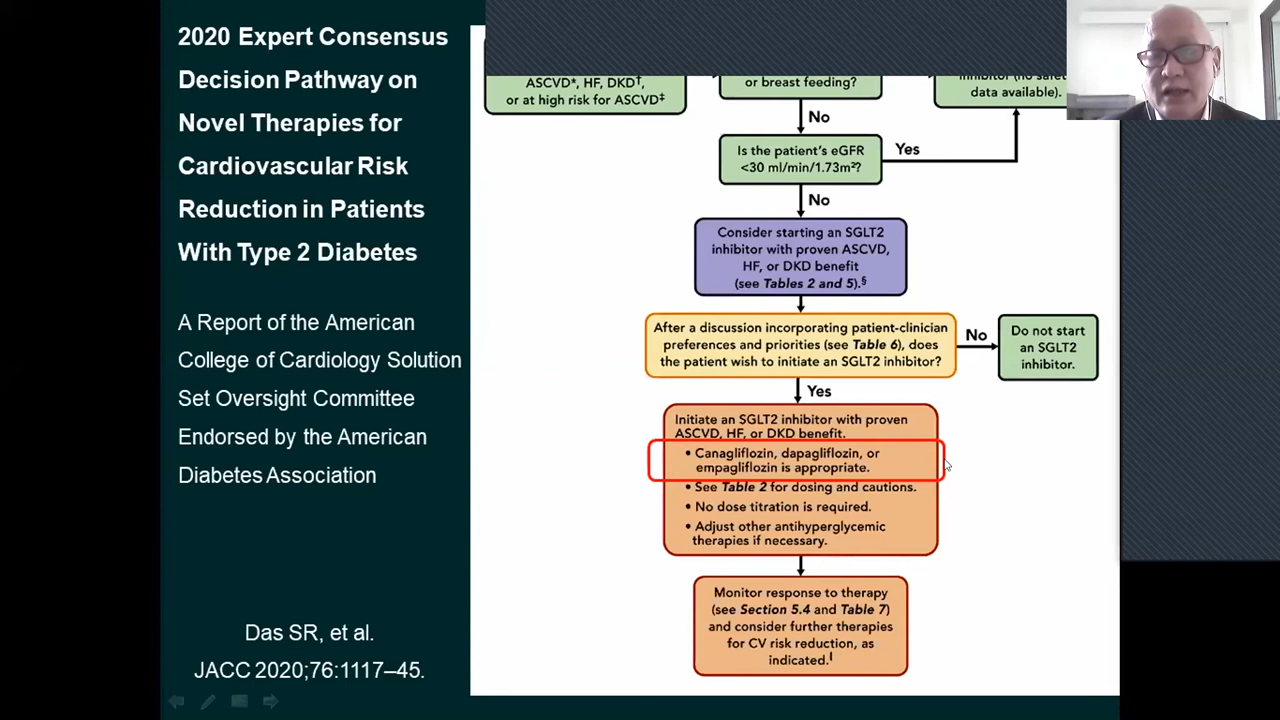 2020 Expert Consensus
Decision Pathway on
Novel Therapies for
Cardiovascular Risk
Reduction in Patients
With Type 2 Diabetes
A Report of the American
College of Cardiology Solution
Set Oversight Committee
Endorsed by the American
Diabetes Association
Das SR, et al.
JACC 2020;76:1117–45.
ASCVD*, HF, DKD†,
or at high risk for ASCVD‡
or breast feeding?
inhibitor (no
data available).
No
Is the patient's eGFR
<30 ml/min/1.73m²?
Yes
No
Consider starting an SGLT2
inhibitor with proven ASCVD,
HF, or DKD benefit
(see Tables 2 and 5).§
After a discussion incorporating patient-clinician
preferences and priorities (see Table 6), does
the patient wish to initiate an SGLT2 inhibitor?
No
Do not start
an SGLT2
inhibitor.
Yes
Initiate an SGLT2 inhibitor with proven
ASCVD, HF, or DKD benefit.
• Canagliflozin, dapagliflozin, or
empagliflozin is appropriate.
• See Table 2 for dosing and cautions.
• No dose titration is required.
• Adjust other antihyperglycemic
therapies if necessary.
Monitor response to therapy
(see Section 5.4 and Table 7)
and consider further therapies
for CV risk reduction, as
indicated.‖